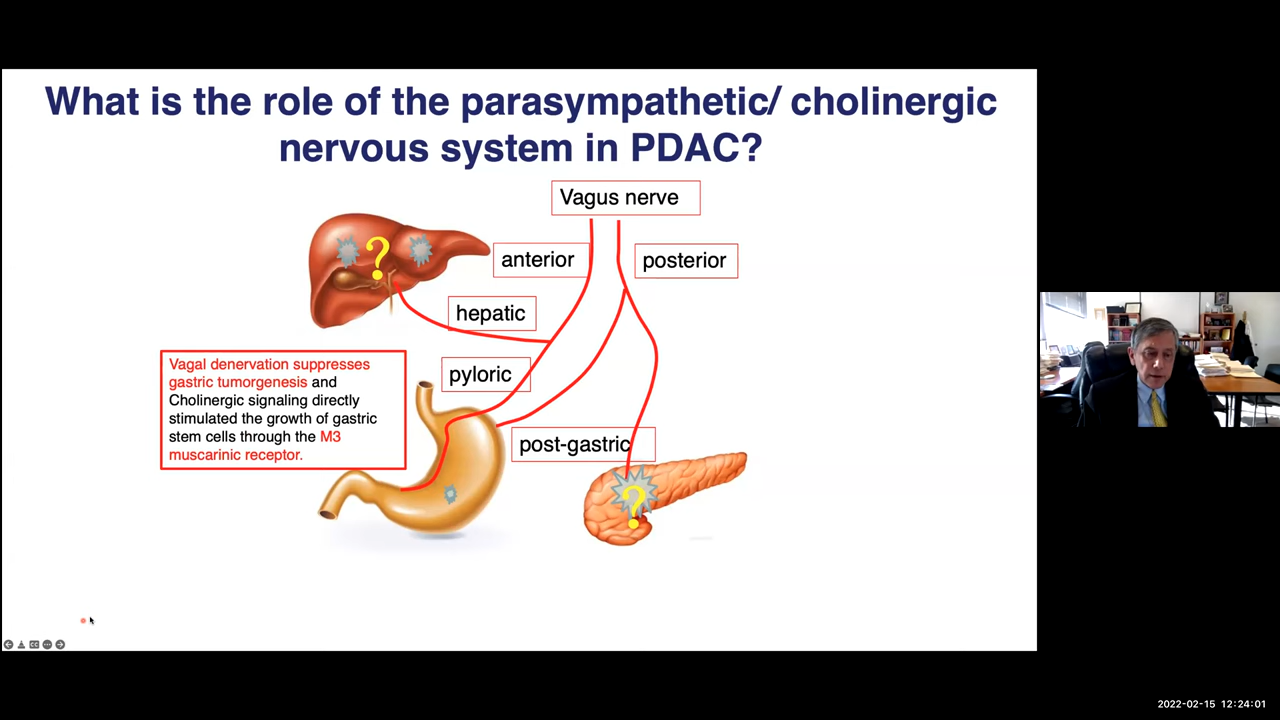 What is the role of the parasympathetic/ cholinergic
nervous system in PDAC?
Vagus nerve
anterior
posterior
hepatic
pyloric
post-gastric
Vagal denervation suppresses
gastric tumorgenesis and
Cholinergic signaling directly
stimulated the growth of gastric
stem cells through the M3
muscarinic receptor.
?
?
2022-02-15 12:24:01